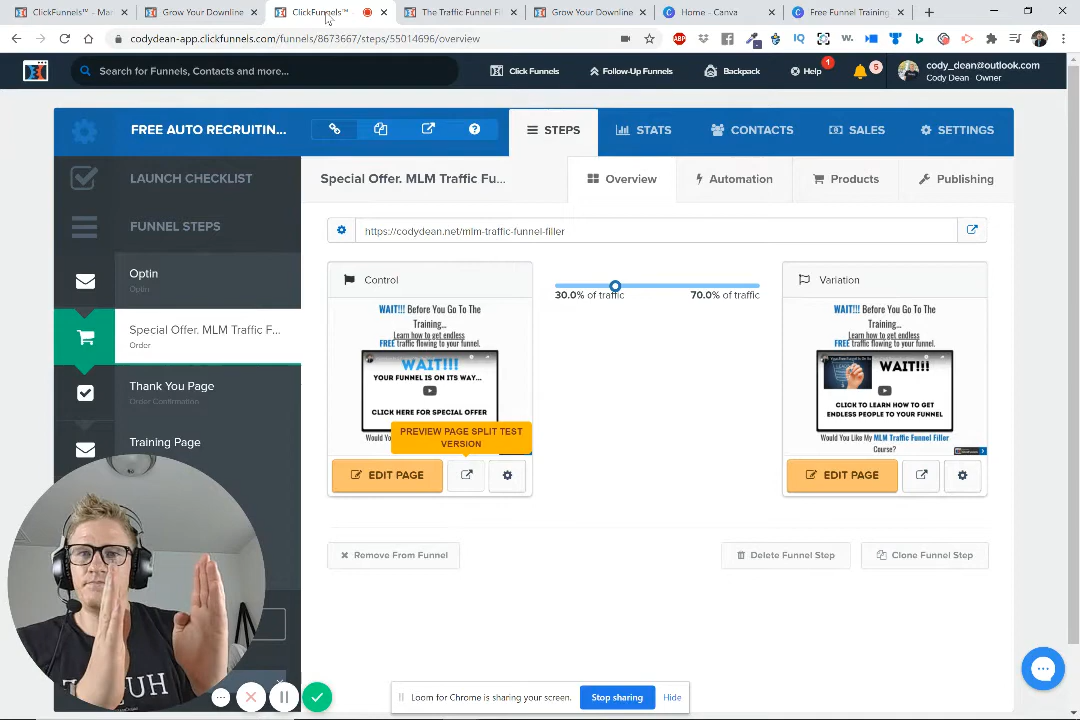 ClickFunnels™ - Ma
Grow Your Downline
ClickFunnels™
The Traffic Funnel F
Grow Your Downline
Home - Canva
Free Funnel Training
codydean-app.clickfunnels.com/funnels/8673667/steps/55014696/overview
Search for Funnels, Contacts and more...
Click Funnels
Follow-Up Funnels
Backpack
Help
1
5
cody_dean@outlook.com
Cody Dean Owner
FREE AUTO RECRUITIN...
STEPS
STATS
CONTACTS
SALES
SETTINGS
LAUNCH CHECKLIST
Special Offer. MLM Traffic Fu...
Overview
Automation
Products
Publishing
FUNNEL STEPS
https://codydean.net/mlm-traffic-funnel-filler
Optin
Optin
Special Offer. MLM Traffic F...
Order
Thank You Page
Order Confirmation
Training Page
Control
30.0% of traffic
70.0% of traffic
Variation
WAIT!!! Before You Go To The
Training...
Learn how to get endless
FREE traffic flowing to your funnel.
WAIT!!!
YOUR FUNNEL IS ON ITS WAY...
CLICK HERE FOR SPECIAL OFFER
Would Yo
PREVIEW PAGE SPLIT TEST
VERSION
EDIT PAGE
WAIT!!! Before You Go To The
Training...
Learn how to get endless
FREE traffic flowing to your funnel.
WAIT!!!
CLICK TO LEARN HOW TO GET
ENDLESS PEOPLE TO YOUR FUNNEL
Would You Like My MLM Traffic Funnel Filler
Course?
EDIT PAGE
Remove From Funnel
Delete Funnel Step
Clone Funnel Step
Loom for Chrome is sharing your screen.
Stop sharing
Hide